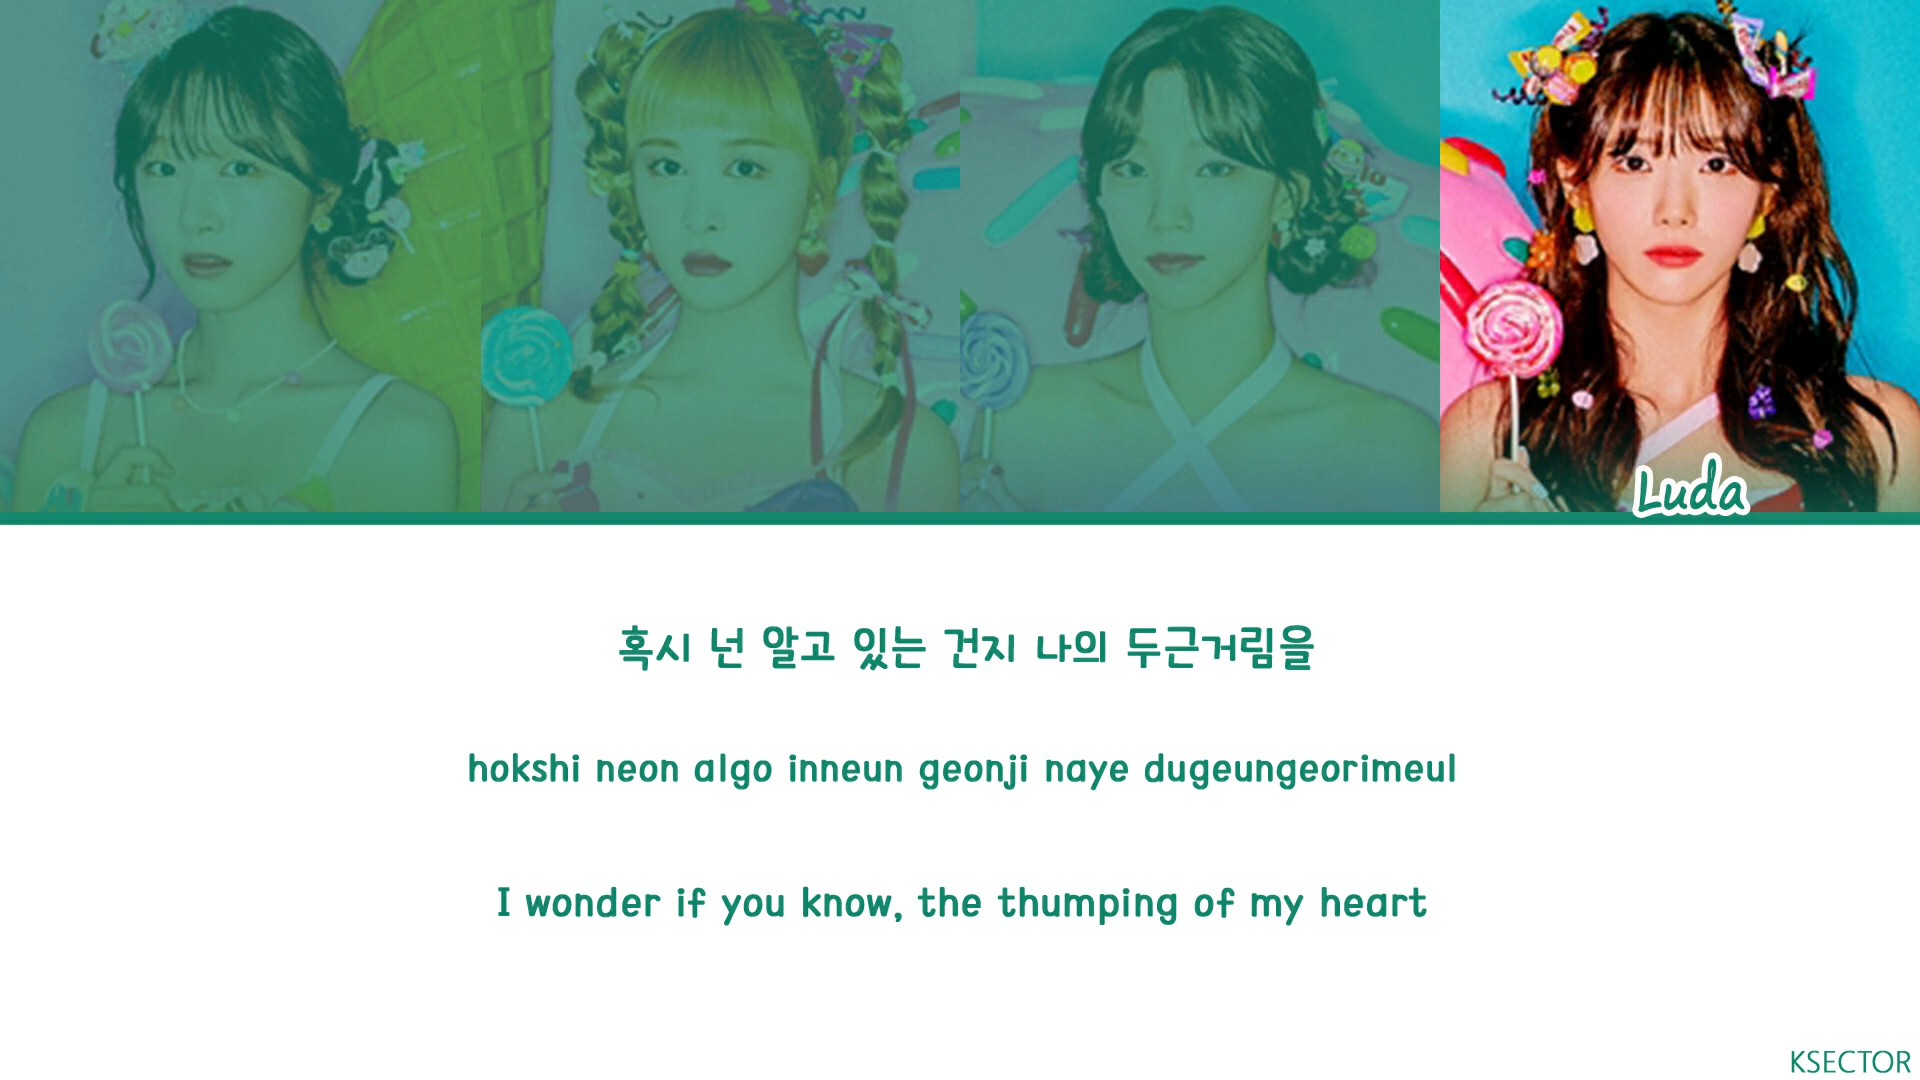 Luda
혹시 넌 알고 있는 건지 나의 두근거림을
hokshi neon algo inneun geonji naye dugeungeorimeul
I wonder if you know, the thumping of my heart
KSECTOR